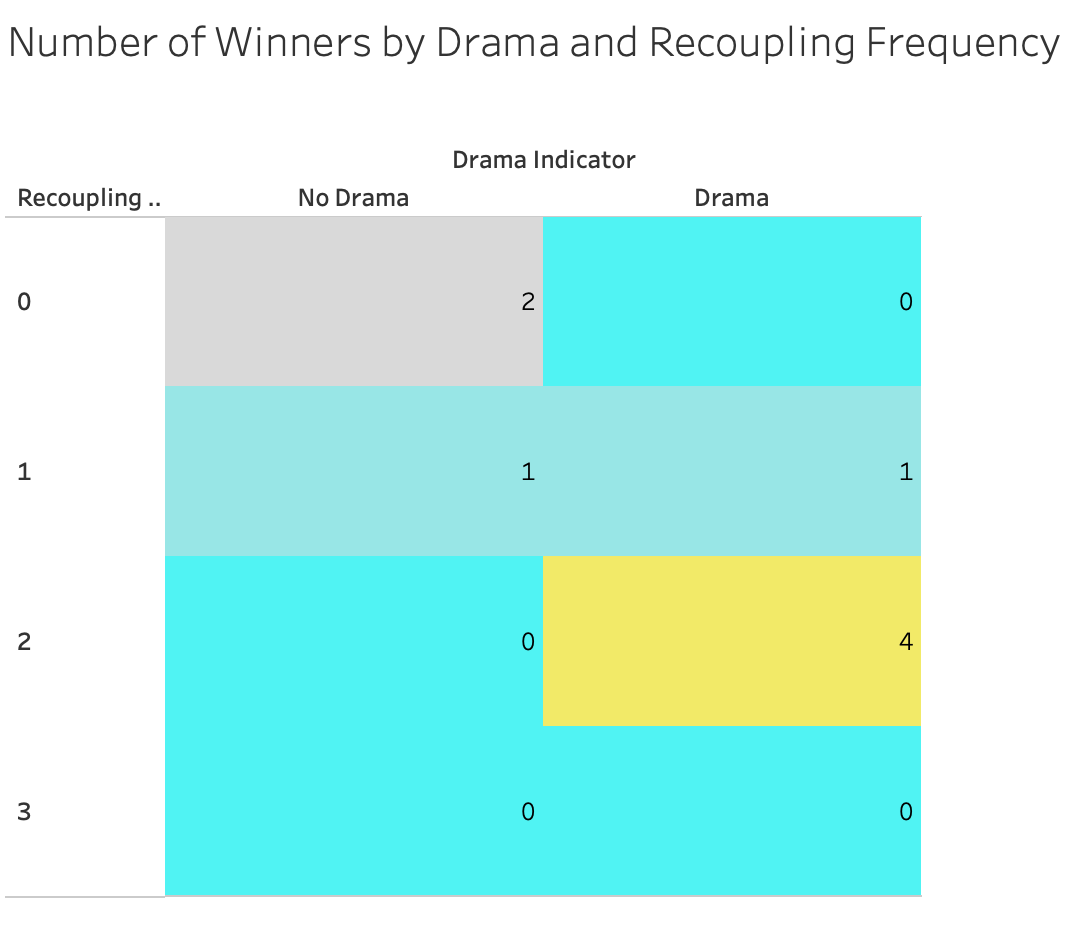 Number of Winners by Drama and Recoupling Frequency
Drama Indicator
Recoupling .. No Drama Drama
0 2 0
1 1 1
2 0 4
3 0 0